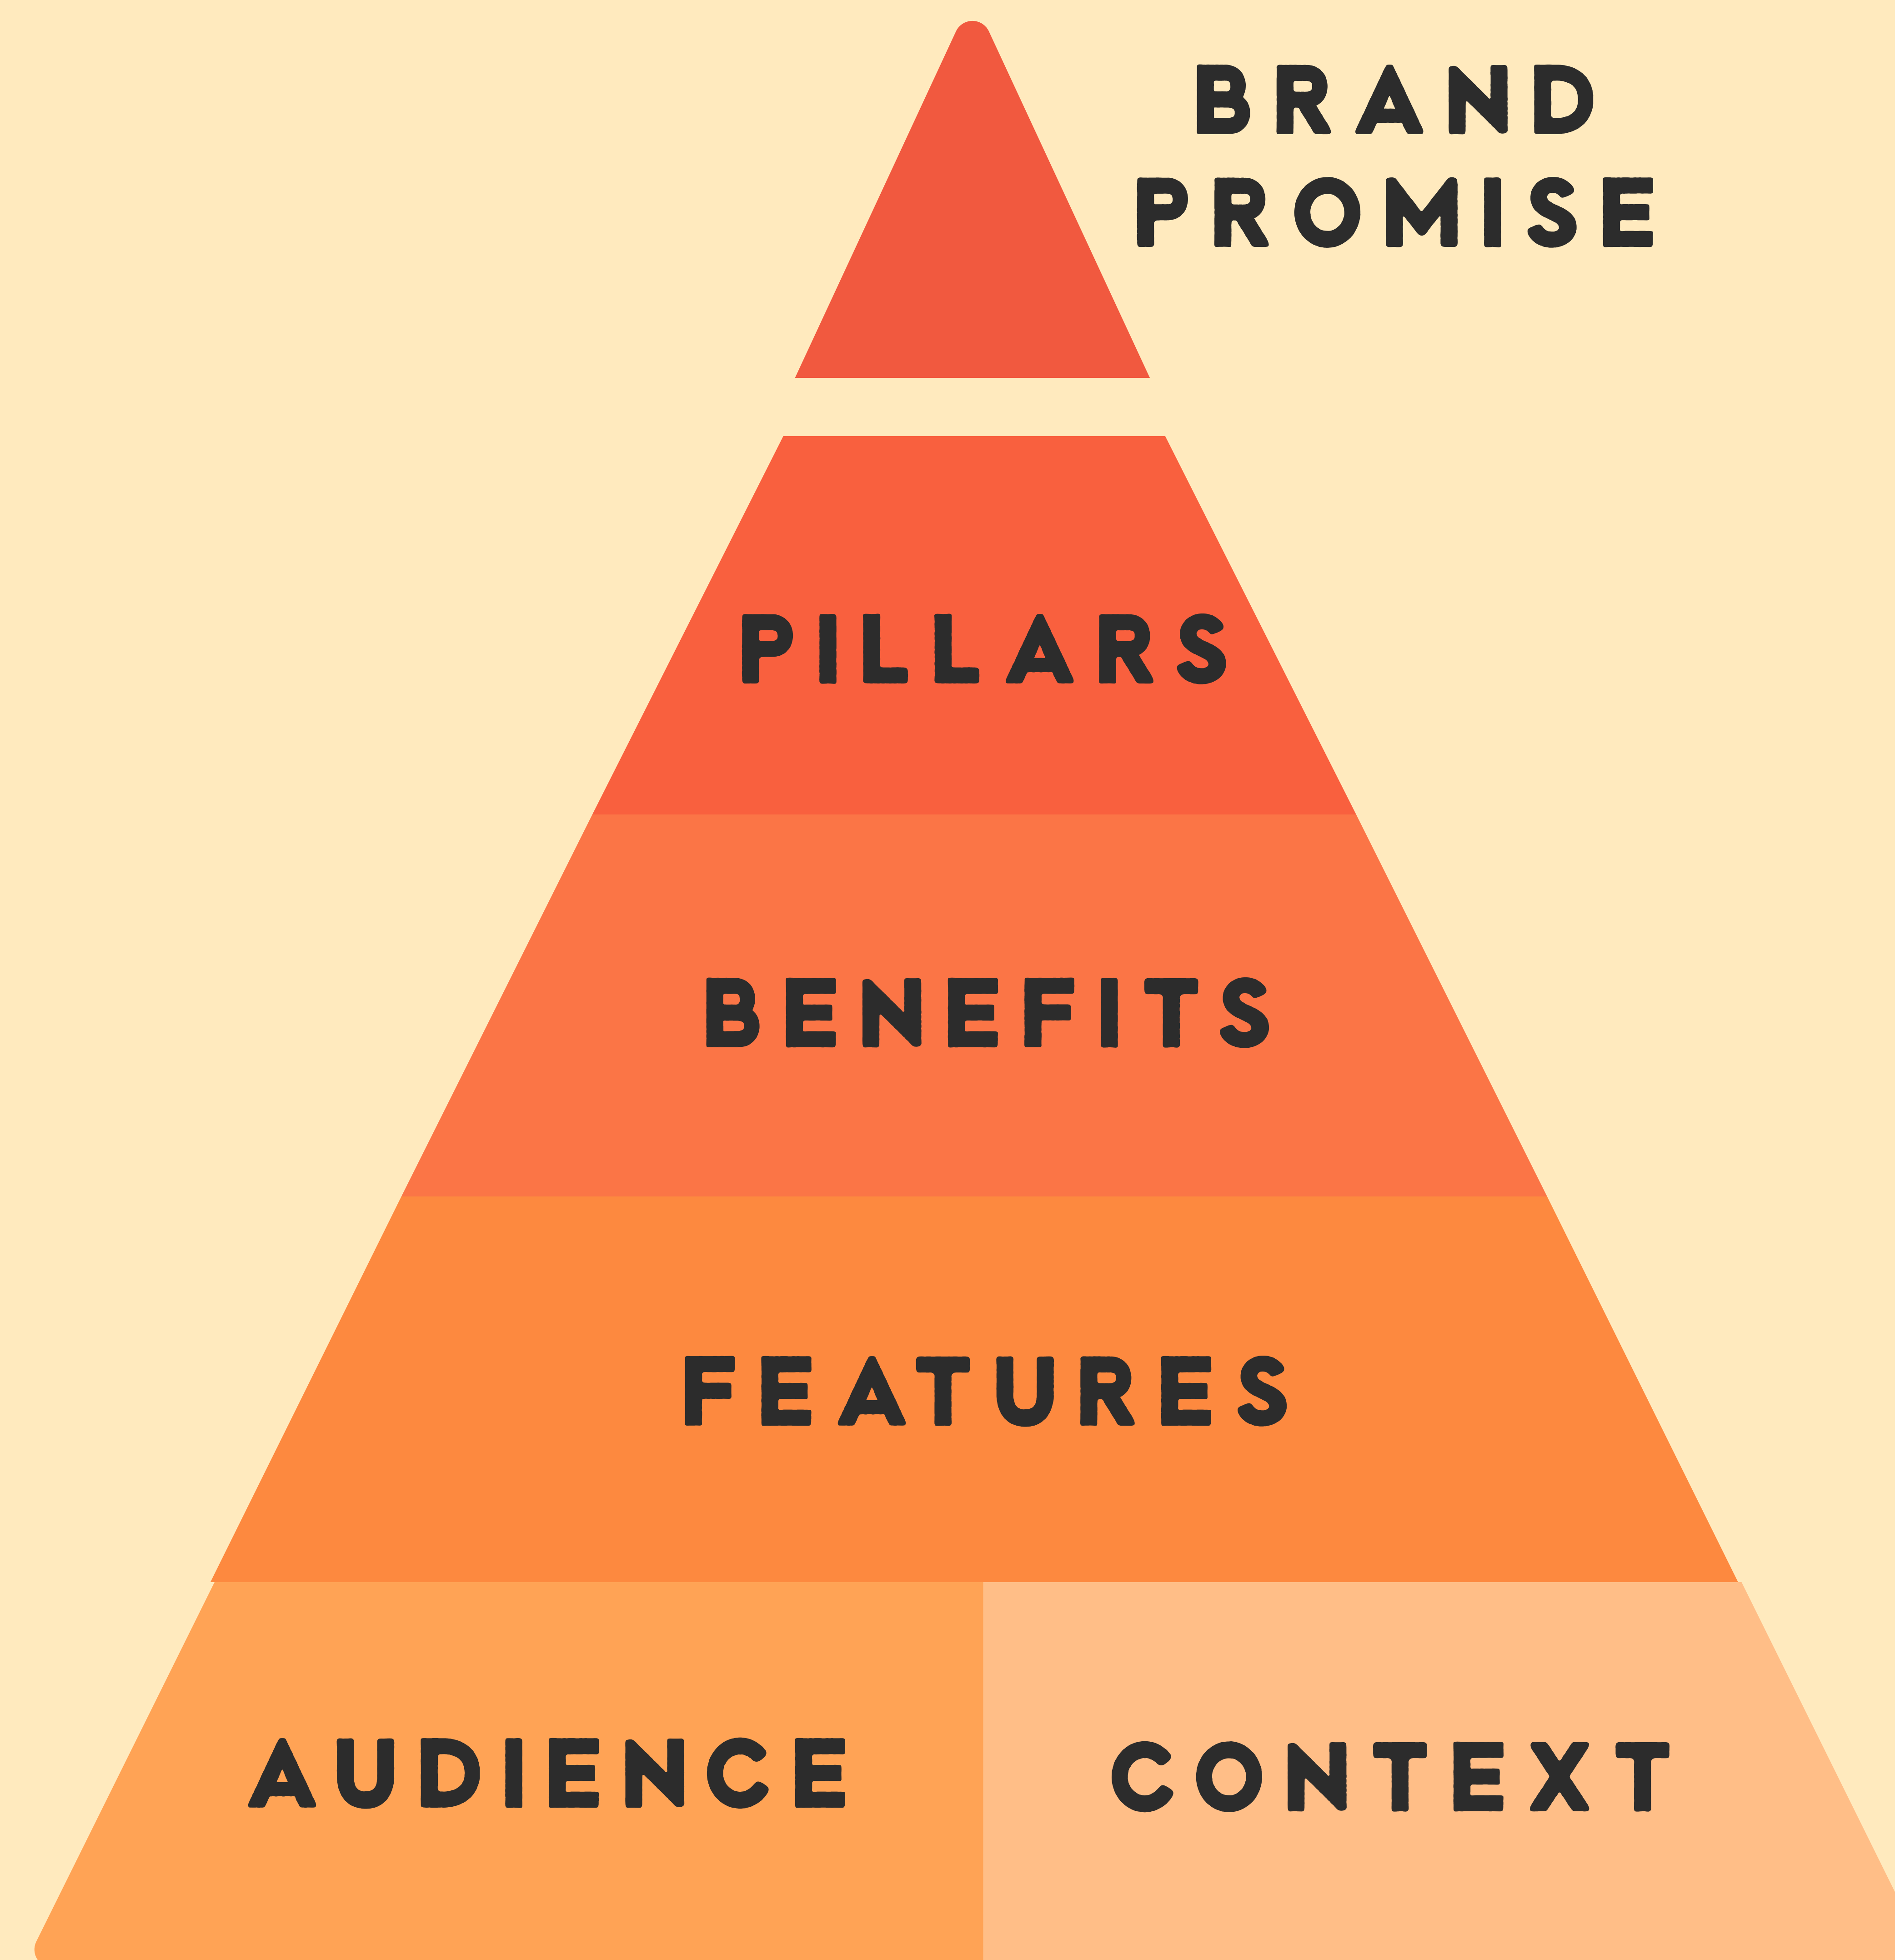 BRAND
PROMISE
PILLARS
BENEFITS
FEATURES
AUDIENCE
CONTEXT